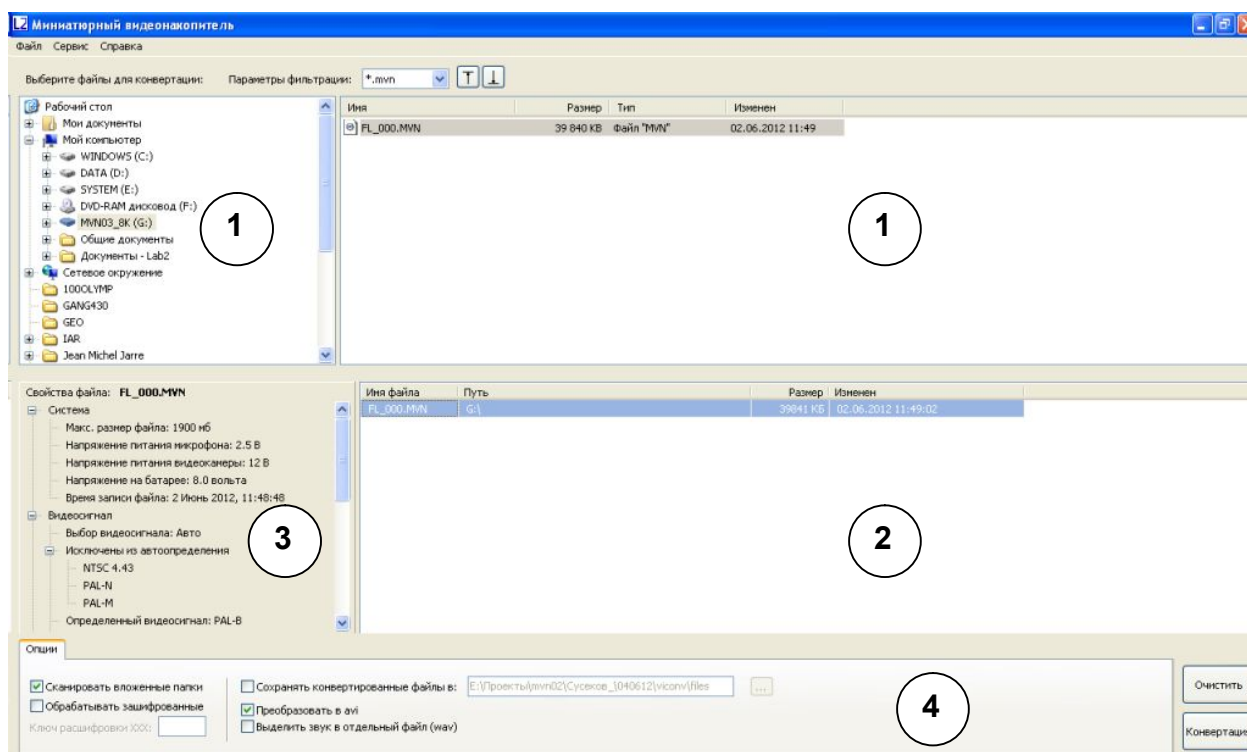 Миниатюрный видеонакопитель
Файл Сервис Справка
Выберите файлы для конвертации: Параметры фильтрации: *.mvn
Рабочий стол
Мои документы
Мой компьютер
WINDOWS (C:)
DATA (D:)
SYSTEM (E:)
DVD-RAM дисковод (F:)
MVN03_8K (G:)
Общие документы
Документы - Lab2
Сетевое окружение
100OLYMP
GANG430
GEO
IAR
Jean Michel Jarre
1
Имя Размер Тип Изменен
FL_000.MVN 39 840 KB Файл "MVN" 02.06.2012 11:49
1
Свойства файла: FL_000.MVN
Система
Макс. размер файла: 1900 мб
Напряжение питания микрофона: 2.5 В
Напряжение питания видеокамеры: 12 В
Напряжение на батарее: 8.0 вольта
Время записи файла: 2 Июнь 2012, 11:48:48
Видеосигнал
Выбор видеосигнала: Авто
Исключены из автоопределения
NTSC 4.43
PAL-N
PAL-M
Определенный видеосигнал: PAL-B
3
Имя файла Путь Размер Изменен
FL_000.MVN G:\ 39841 КБ 02.06.2012 11:49:02
2
Опции
Сканировать вложенные папки
Обрабатывать зашифрованные
Ключ расшифровки XXX:
Сохранять конвертированные файлы в: E:\Проекты\mvn02\Сусеков_\040612\viconv\files ...
Преобразовать в avi
Выделить звук в отдельный файл (wav)
4
Очистить
Конвертация